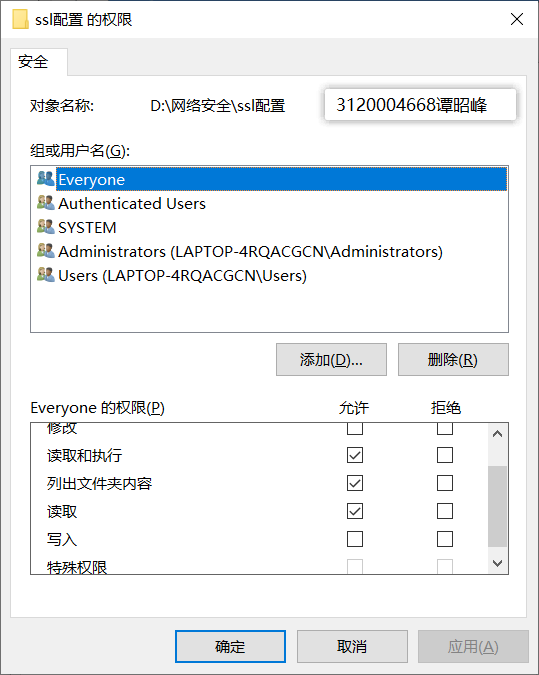 ssl配置 的权限
安全
对象名称: D:\网络安全\ssl配置 3120004668谭昭峰
组或用户名(G):
Everyone
Authenticated Users
SYSTEM
Administrators (LAPTOP-4RQACGCN\Administrators)
Users (LAPTOP-4RQACGCN\Users)
添加(D)... 删除(R)
Everyone 的权限(P) 允许 拒绝
修改
读取和执行
列出文件夹内容
读取
写入
特殊权限
确定 取消 应用(A)